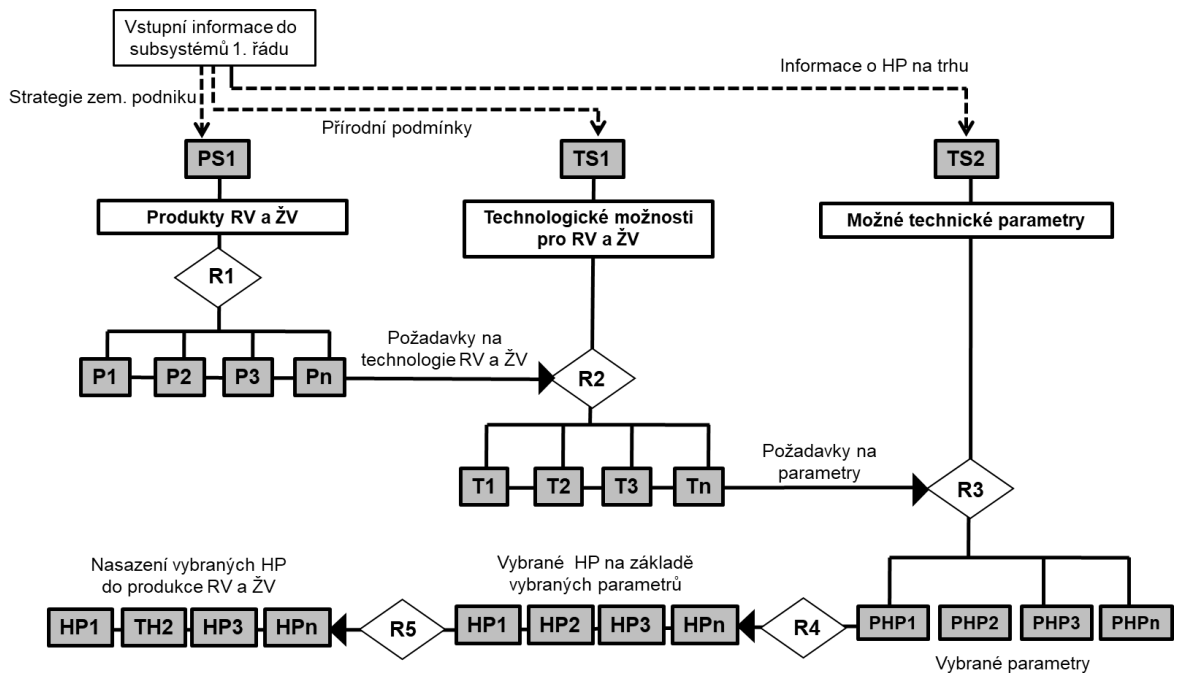 Vstupní informace do
subsystémů 1. řádu
Informace o HP na trhu
Strategie zem. podniku
Přírodní podmínky
PS1
TS1
TS2
Produkty RV a ŽV
Technologické možnosti
pro RV a ŽV
Možné technické parametry
R1
Požadavky na
technologie RV a ŽV
P1
P2
P3
Pn
R2
Požadavky na
parametry
T1
T2
T3
Tn
R3
Nasazení vybraných HP
do produkce RV a ŽV
Vybrané HP na základě
vybraných parametrů
HP1
TH2
HP3
HPn
R5
HP1
HP2
HP3
HPn
R4
PHP1
PHP2
PHP3
PHPn
Vybrané parametry